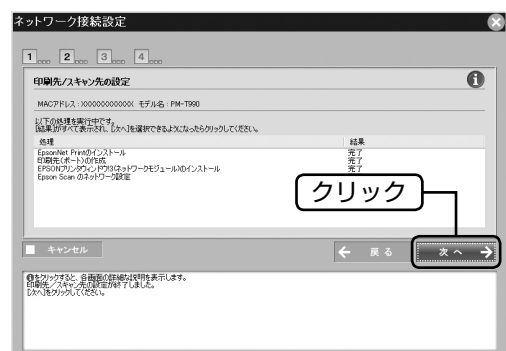 ネットワーク接続設定
1 2 3 4
印刷先/スキャン先の設定
MACアドレス：XXXXXXXXXXXX モデル名：PM-T990
以下の処理を実行中です。
[結果]がすべて表示され、[次へ]を選択できるようになったらクリックしてください。
処理 結果
EpsonNet Printのインストール 完了
印刷先(ポート)の作成 完了
EPSONプリンタウィンドウ!3(ネットワークモジュール)のインストール 完了
Epson Scan のネットワーク設定
クリック
キャンセル 戻る 次へ
をクリックすると、各画面の詳細な説明を表示します。
印刷先／スキャン先の設定が終了しました。
[次へ]をクリックしてください。